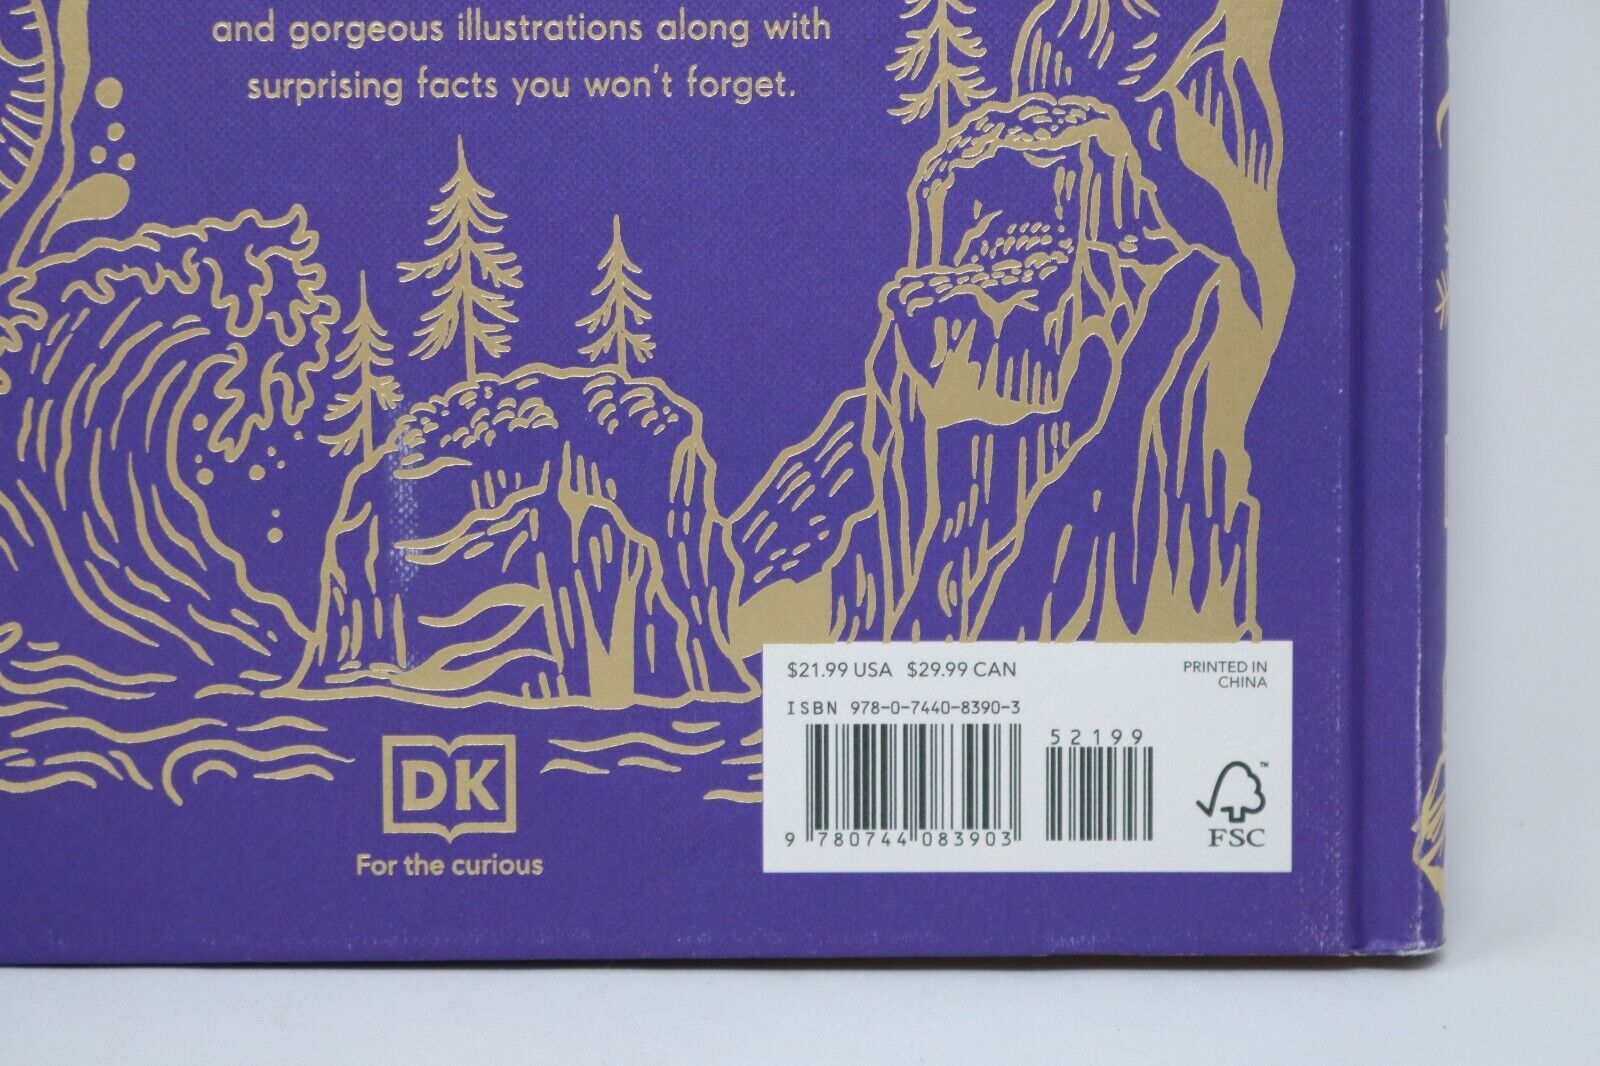 and gorgeous illustrations along with
surprising facts you won't forget.
$21.99 USA $29.99 CAN
PRINTED IN
CHINA
ISBN 978-0-7440-8390-3
52199
9 780744 083903
FSC
™
DK
For the curious